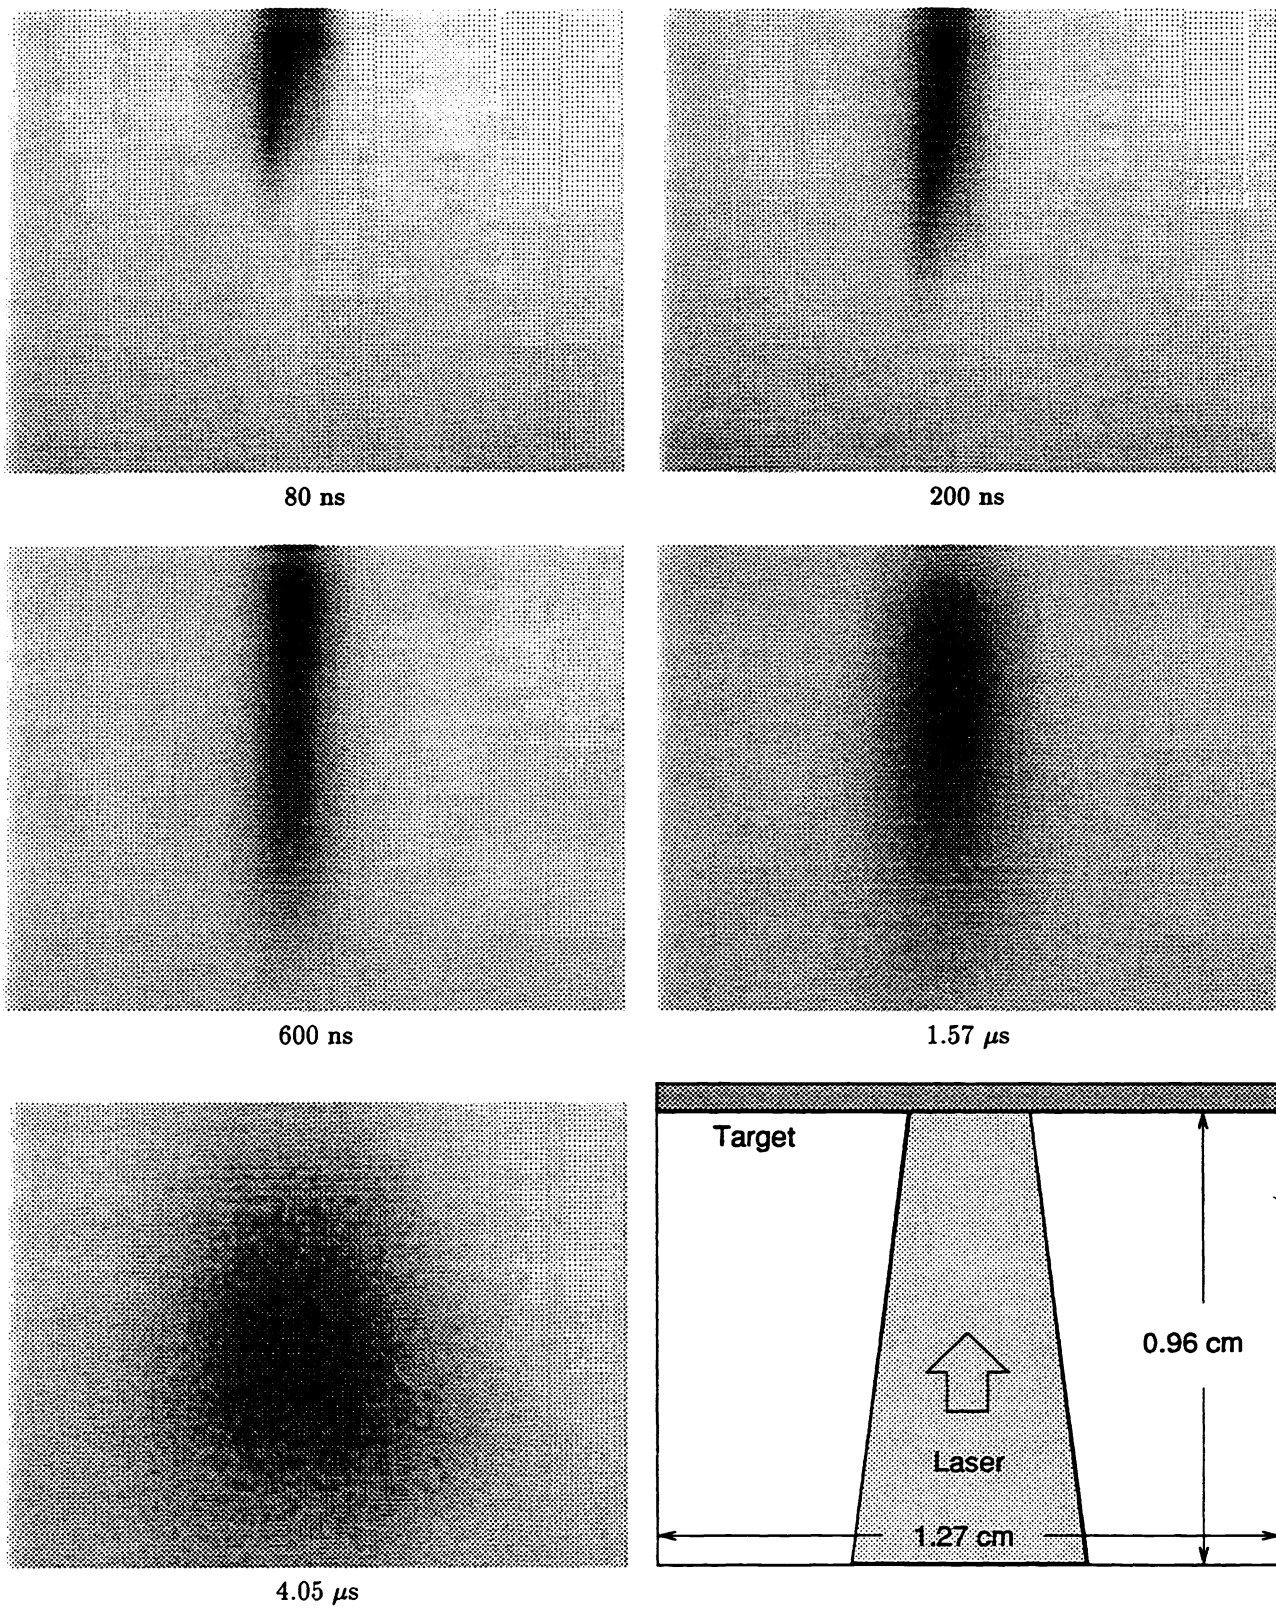 80 ns
200 ns
600 ns
1.57 μs
4.05 μs
Target
0.96 cm
Laser
1.27 cm